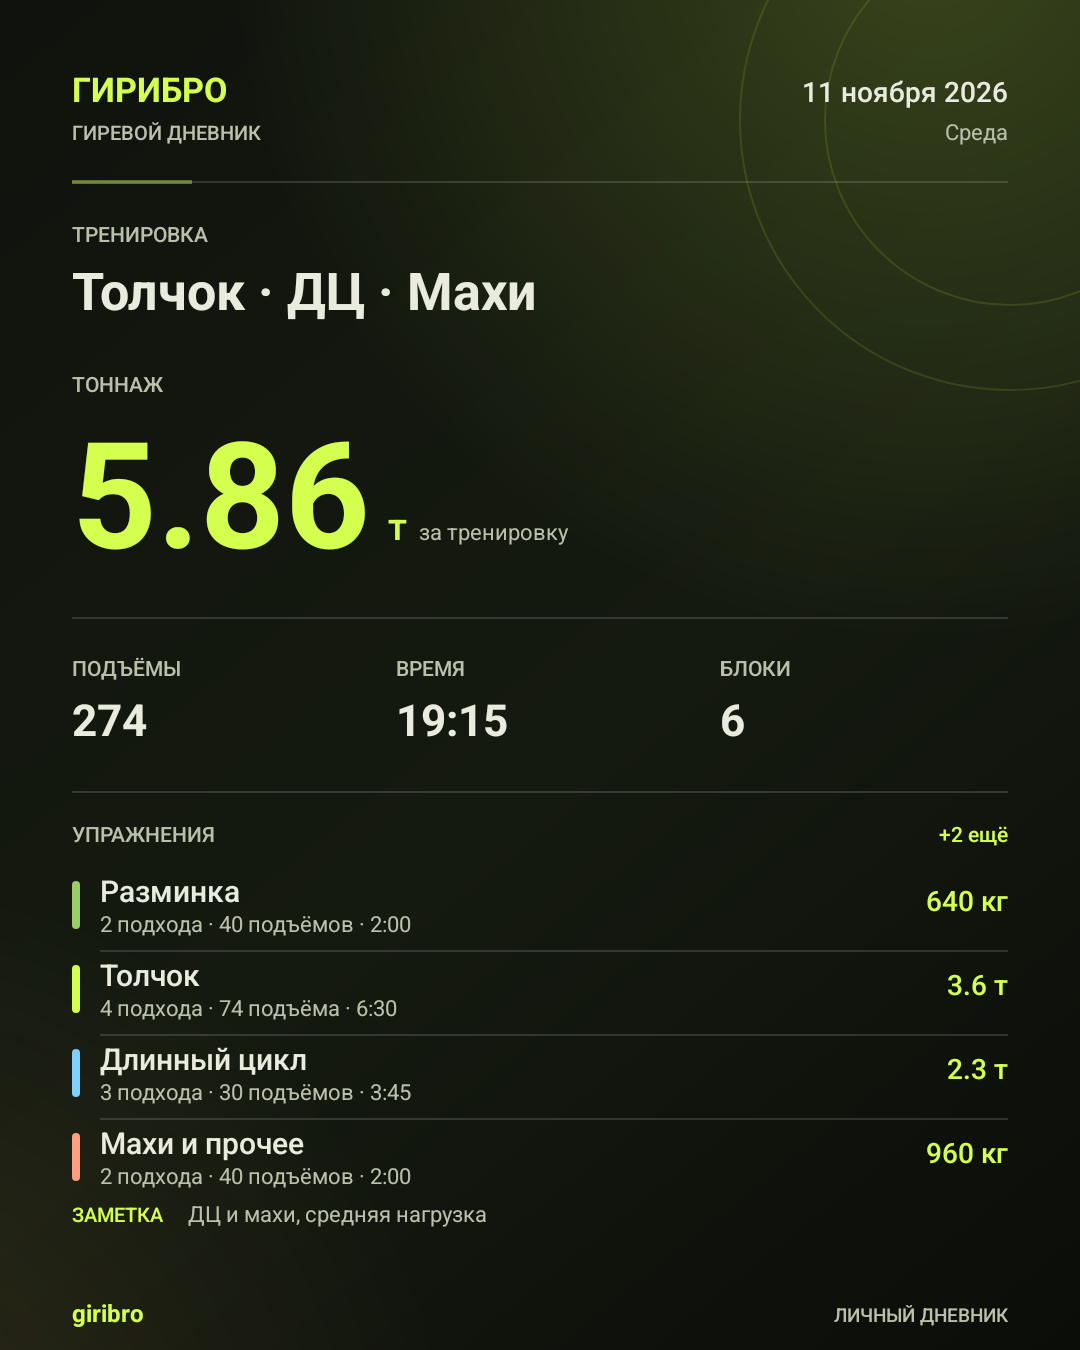 ГИРИБРО
11 ноября 2026
ГИРЕВОЙ ДНЕВНИК
Среда
ТРЕНИРОВКА
Толчок · ДЦ · Махи
ТОННАЖ
5.86 т за тренировку
ПОДЪЁМЫ
ВРЕМЯ
БЛОКИ
274
19:15
6
УПРАЖНЕНИЯ
+2 ещё
Разминка
640 кг
2 подхода · 40 подъёмов · 2:00
Толчок
3.6 т
4 подхода · 74 подъёма · 6:30
Длинный цикл
2.3 т
3 подхода · 30 подъёмов · 3:45
Махи и прочее
960 кг
2 подхода · 40 подъёмов · 2:00
ЗАМЕТКА ДЦ и махи, средняя нагрузка
giribro
ЛИЧНЫЙ ДНЕВНИК